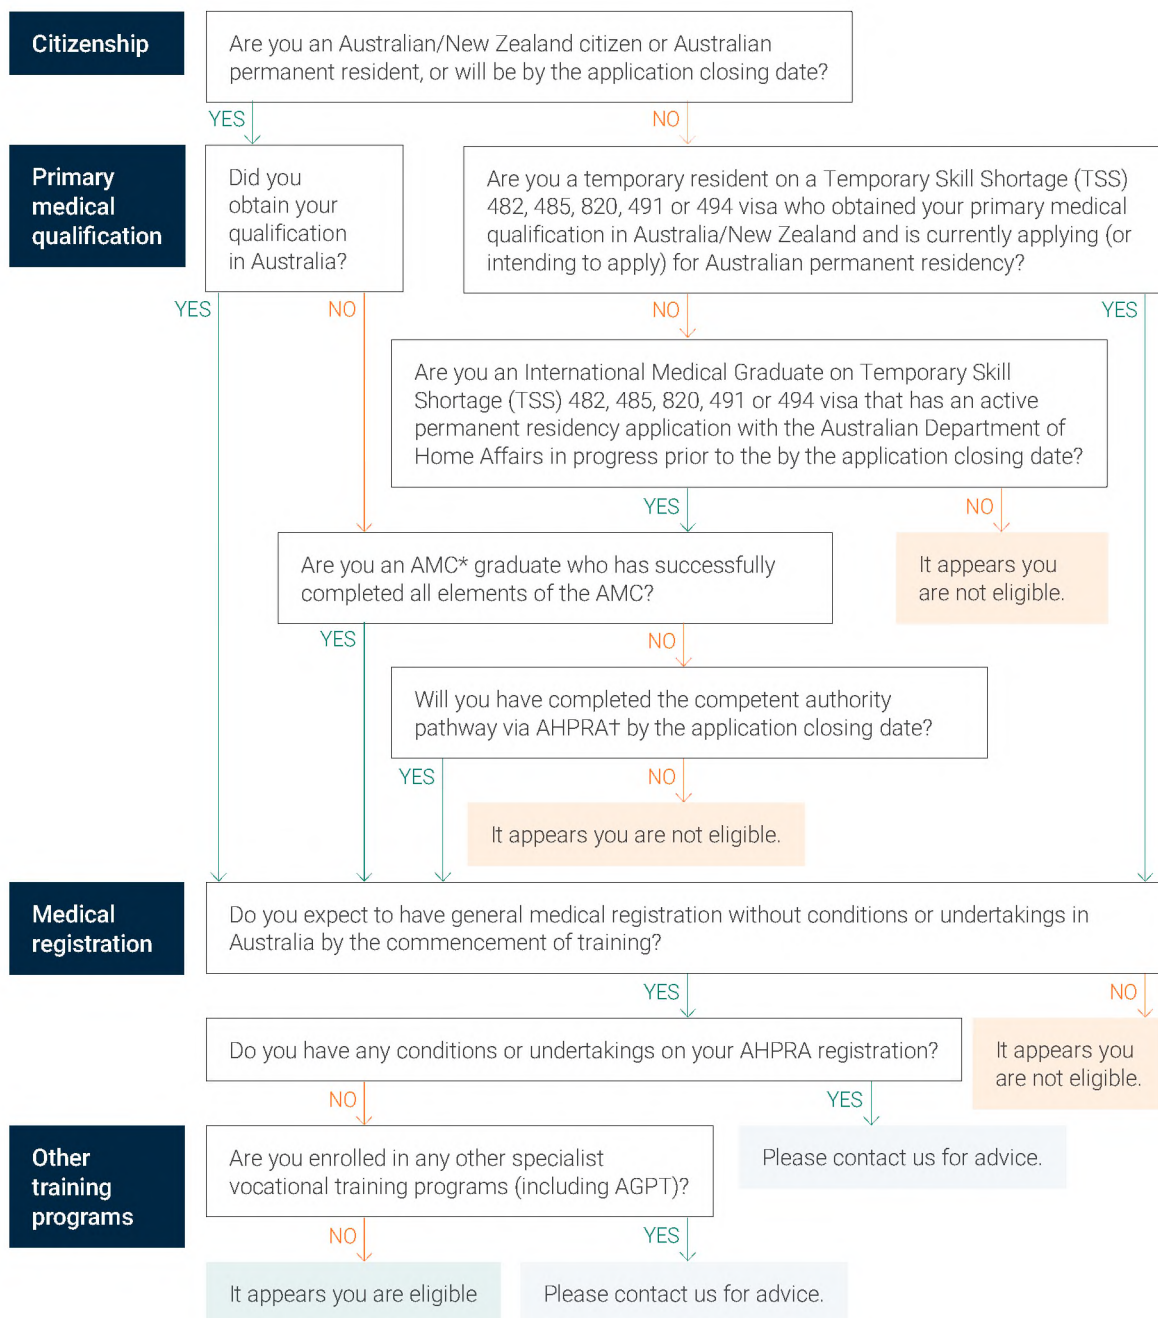 Citizenship
Are you an Australian/New Zealand citizen or Australian
permanent resident, or will be by the application closing date?
YES
NO
Primary
medical
qualification
Did you
obtain your
qualification
in Australia?
Are you a temporary resident on a Temporary Skill Shortage (TSS)
482, 485, 820, 491 or 494 visa who obtained your primary medical
qualification in Australia/New Zealand and is currently applying (or
intending to apply) for Australian permanent residency?
YES
NO
NO
YES
Are you an International Medical Graduate on Temporary Skill
Shortage (TSS) 482, 485, 820, 491 or 494 visa that has an active
permanent residency application with the Australian Department of
Home Affairs in progress prior to the by the application closing date?
YES
NO
Are you an AMC* graduate who has successfully
completed all elements of the AMC?
It appears you
are not eligible.
YES
NO
Will you have completed the competent authority
pathway via AHPRA† by the application closing date?
YES
NO
It appears you are not eligible.
Medical
registration
Do you expect to have general medical registration without conditions or undertakings in
Australia by the commencement of training?
YES
NO
Do you have any conditions or undertakings on your AHPRA registration?
It appears you
are not eligible.
NO
YES
Other
training
programs
Are you enrolled in any other specialist
vocational training programs (including AGPT)?
Please contact us for advice.
NO
YES
It appears you are eligible
Please contact us for advice.